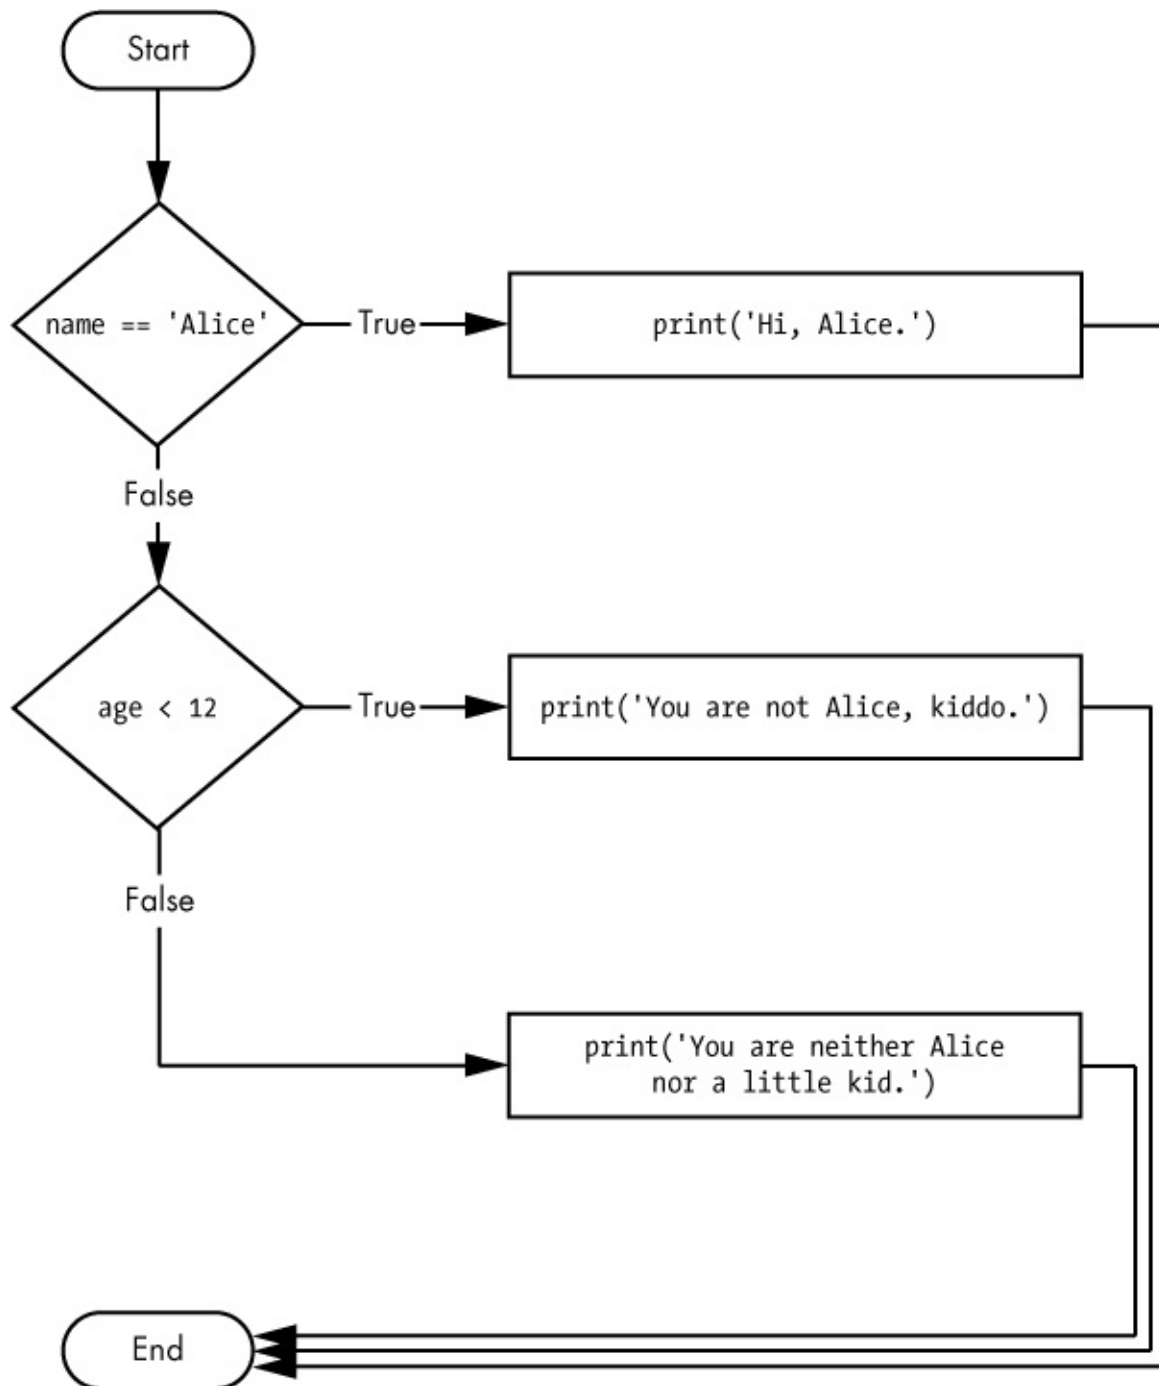 Start
name == 'Alice'
True
print('Hi, Alice.')
False
age < 12
True
print('You are not Alice, kiddo.')
False
print('You are neither Alice
nor a little kid.')
End